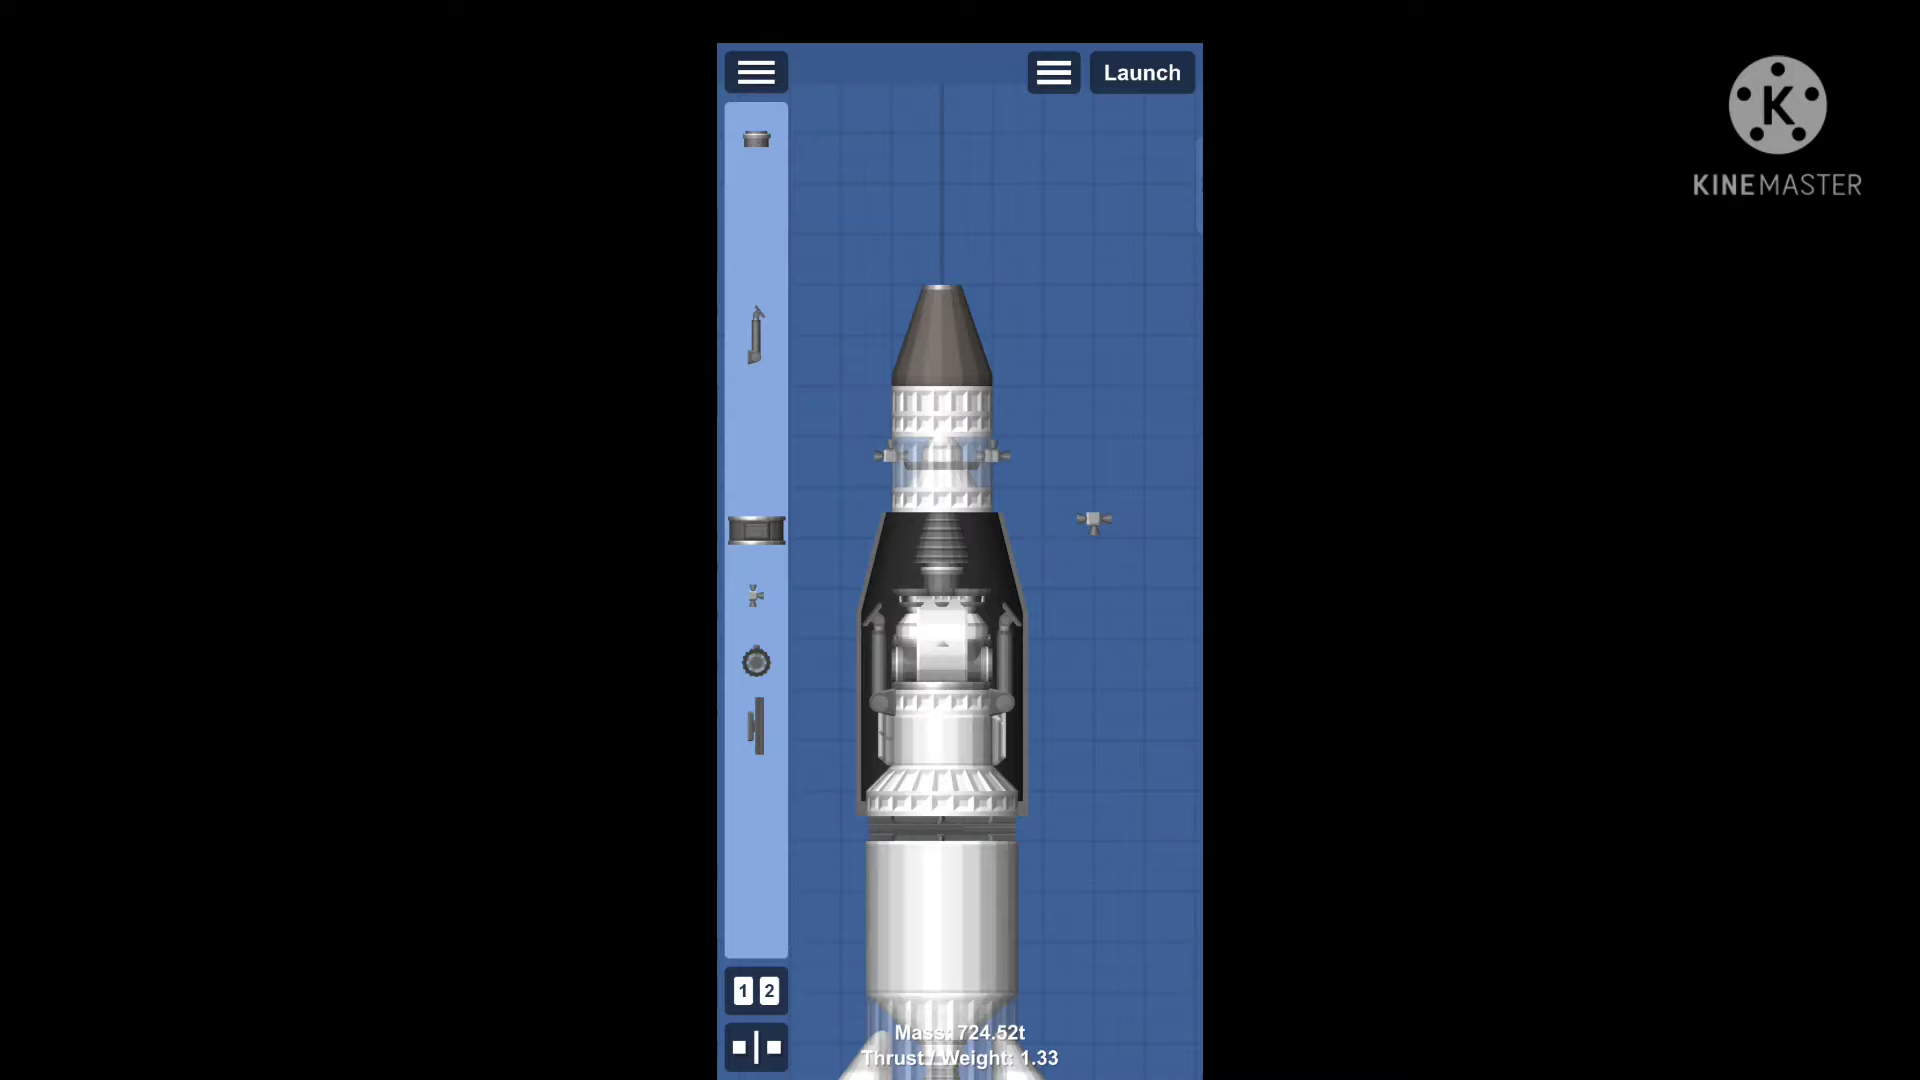 Launch
K
KINEMASTER
1 2
Mass: 724.52t
Thrust / Weight: 1.33